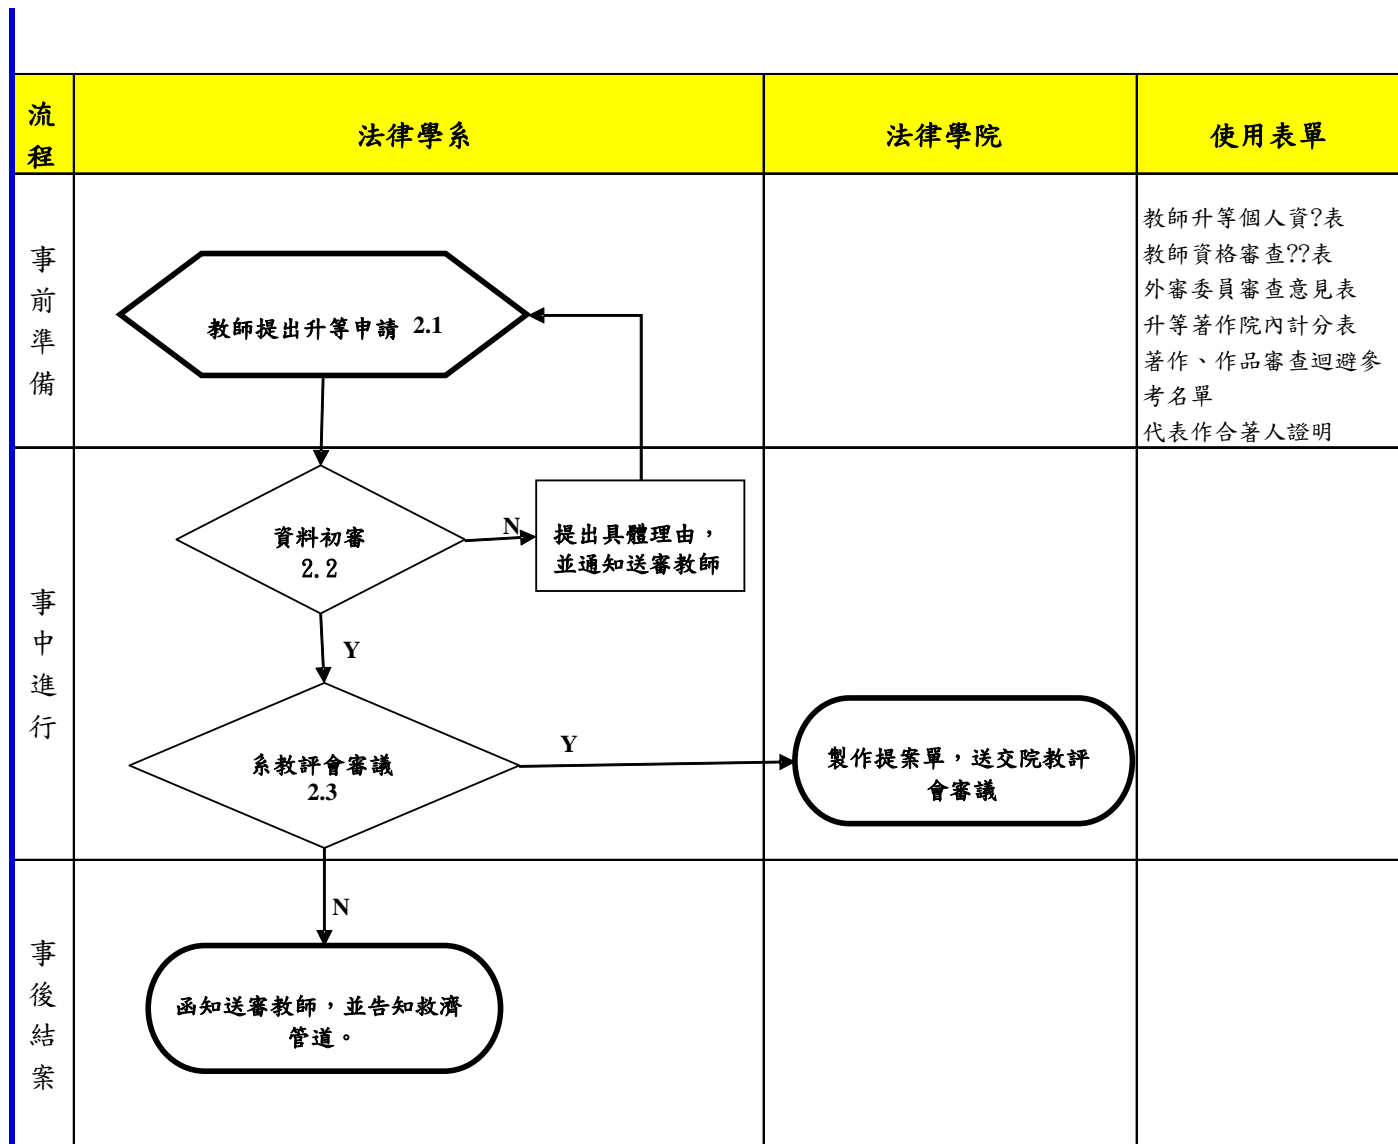 流
程
法律學系
法律學院
使用表單
事
前
準
備
教師提出升等申請 2.1
教師升等個人資?表
教師資格審查??表
外審委員審查意見表
升等著作院內計分表
著作、作品審查迴避參
考名單
代表作合著人證明
事
中
進
行
資料初審
2.2
N
提出具體理由，
並通知送審教師
Y
系教評會審議
2.3
Y
製作提案單，送交院教評
會審議
N
事
後
結
案
函知送審教師，並告知救濟
管道。